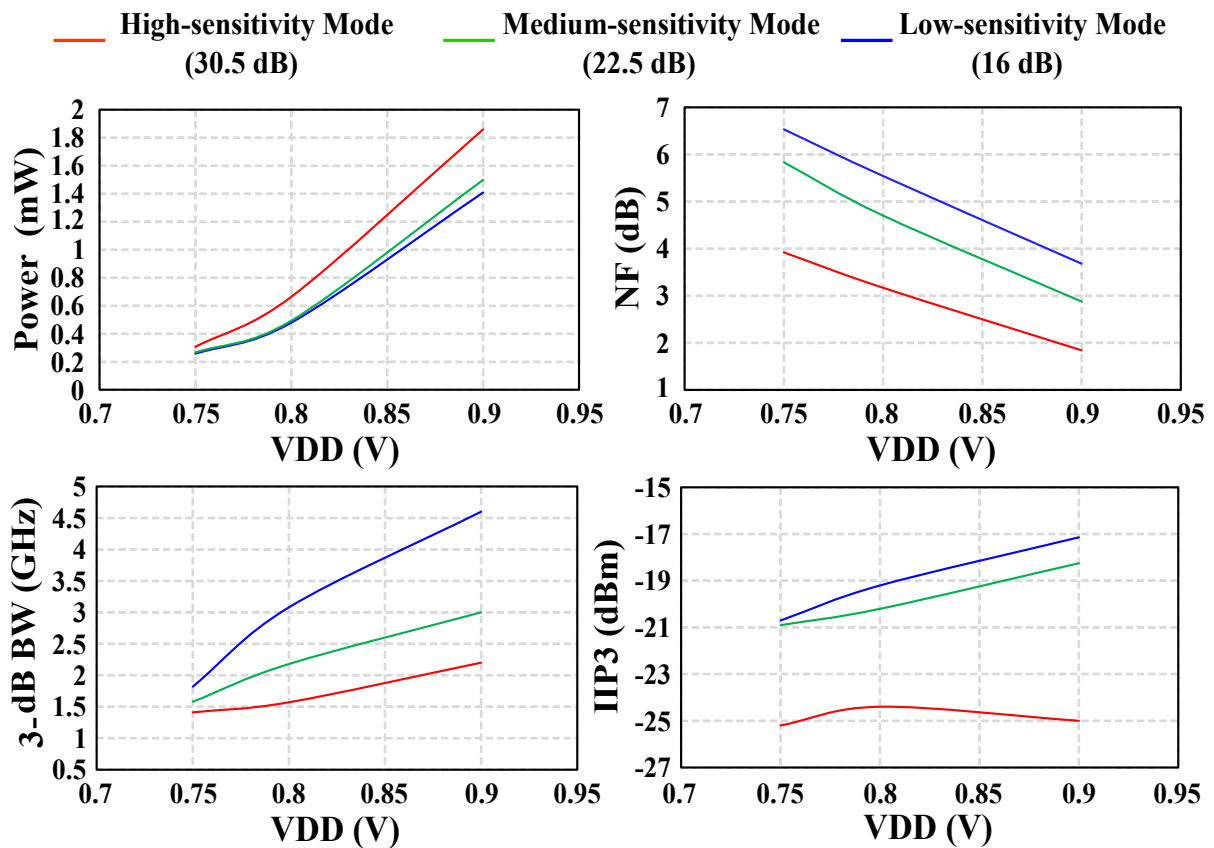 High-sensitivity Mode
(30.5 dB)
Medium-sensitivity Mode
(22.5 dB)
Low-sensitivity Mode
(16 dB)
Power (mW)
2
1.8
1.6
1.4
1.2
1
0.8
0.6
0.4
0.2
0
0.7 0.75 0.8 0.85 0.9 0.95
VDD (V)
NF (dB)
7
6
5
4
3
2
1
0.7 0.75 0.8 0.85 0.9 0.95
VDD (V)
3-dB BW (GHz)
5
4.5
4
3.5
3
2.5
2
1.5
1
0.5
0.7 0.75 0.8 0.85 0.9 0.95
VDD (V)
IIP3 (dBm)
-15
-17
-19
-21
-23
-25
-27
0.7 0.75 0.8 0.85 0.9 0.95
VDD (V)